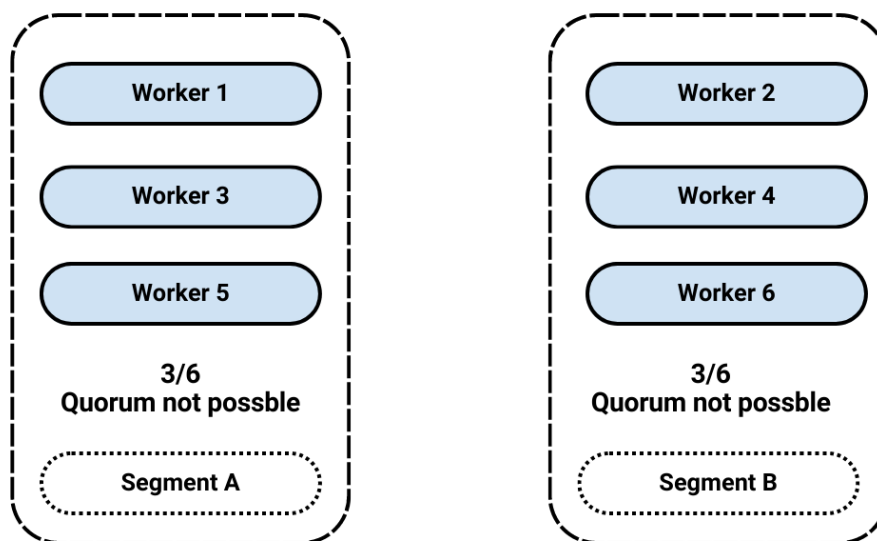 Worker 1
Worker 3
Worker 5
3/6
Quorum not possble
Segment A
Worker 2
Worker 4
Worker 6
3/6
Quorum not possble
Segment B